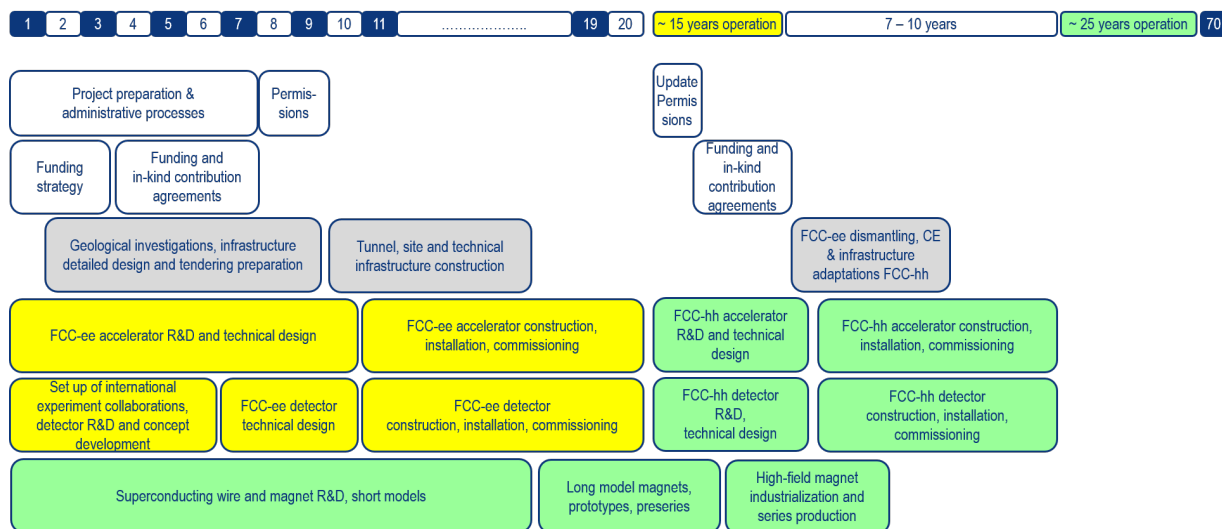 1 2 3 4 5 6 7 8 9 10 11 ……………….. 19 20 ~ 15 years operation 7 – 10 years ~ 25 years operation 70
Project preparation &
administrative processes
Permis-
sions
Update
Permis
sions
Funding
strategy
Funding and
in-kind contribution
agreements
Funding and
in-kind
contribution
agreements
Geological investigations, infrastructure
detailed design and tendering preparation
Tunnel, site and technical
infrastructure construction
FCC-ee dismantling, CE
& infrastructure
adaptations FCC-hh
FCC-ee accelerator R&D and technical design
FCC-ee accelerator construction,
installation, commissioning
FCC-hh accelerator
R&D and technical
design
FCC-hh accelerator construction,
installation, commissioning
Set up of international
experiment collaborations,
detector R&D and concept
development
FCC-ee detector
technical design
FCC-ee detector
construction, installation, commissioning
FCC-hh detector
R&D,
technical design
FCC-hh detector
construction, installation,
commissioning
Superconducting wire and magnet R&D, short models
Long model magnets,
prototypes, preseries
High-field magnet
industrialization and
series production